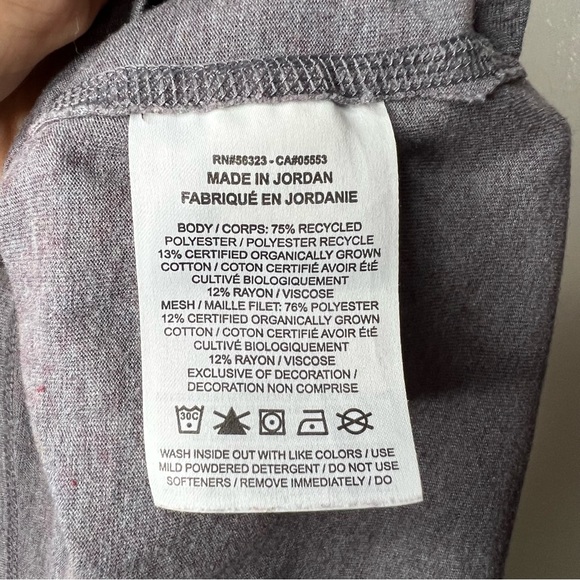 RN#56323 - CA#05553
MADE IN JORDAN
FABRIQUÉ EN JORDANIE
BODY / CORPS: 75% RECYCLED
POLYESTER / POLYESTER RECYCLE
13% CERTIFIED ORGANICALLY GROWN
COTTON / COTON CERTIFIÉ AVOIR ÉtÉ
CULTIVÉ BIOLOGIQUEMENT
12% RAYON / VISCOSE
MESH / MAILLE FILET: 76% POLYESTER
12% CERTIFIED ORGANICALLY GROWN
COTTON / COTON CERTIFIÉ AVOIR ÉtÉ
CULTIVÉ BIOLOGIQUEMENT
12% RAYON / VISCOSE
EXCLUSIVE OF DECORATION /
DECORATION NON COMPRISE
30C
WASH INSIDE OUT WITH LIKE COLORS / USE
MILD POWDERED DETERGENT / DO NOT USE
SOFTENERS / REMOVE IMMEDIATELY / DO